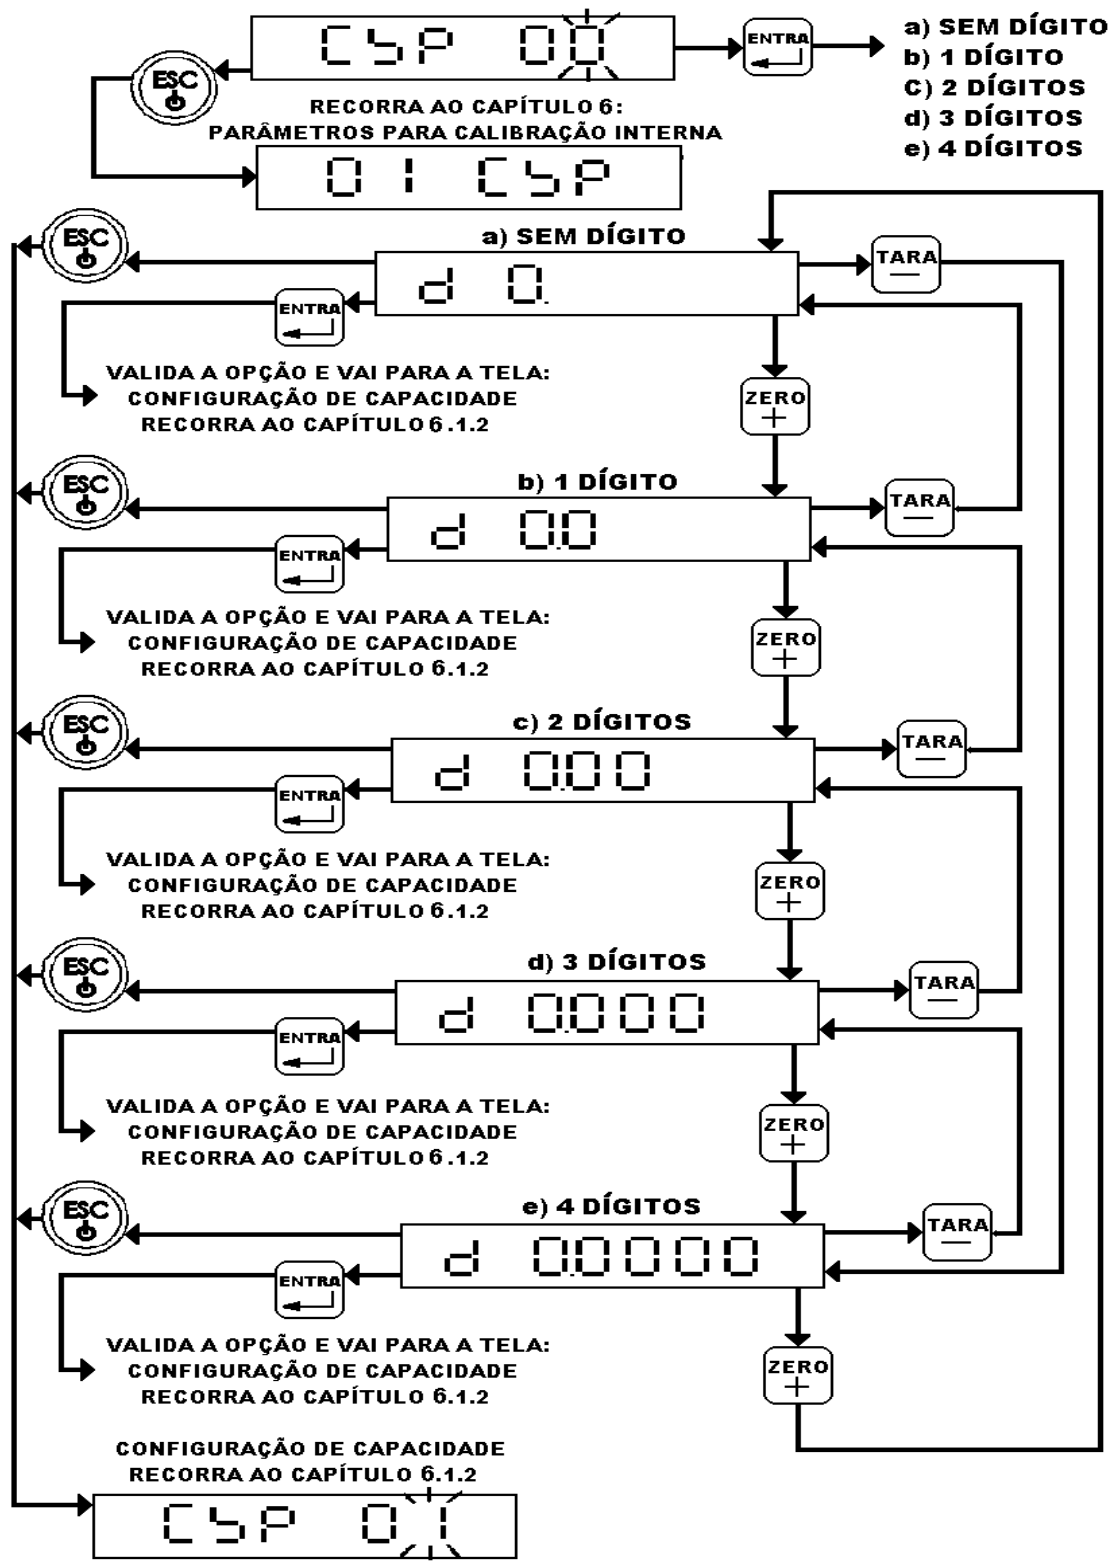 CSP 00
ENTRA
a) SEM DÍGITO
b) 1 DÍGITO
C) 2 DÍGITOS
d) 3 DÍGITOS
e) 4 DÍGITOS
ESC
RECORRA AO CAPÍTULO 6:
PARÂMETROS PARA CALIBRAÇÃO INTERNA
01 CSP
ESC
a) SEM DÍGITO
d 0.
TARA
ENTRA
VALIDA A OPÇÃO E VAI PARA A TELA:
CONFIGURAÇÃO DE CAPACIDADE
RECORRA AO CAPÍTULO 6.1.2
ZERO
+
ESC
b) 1 DÍGITO
d 0.0
TARA
ENTRA
VALIDA A OPÇÃO E VAI PARA A TELA:
CONFIGURAÇÃO DE CAPACIDADE
RECORRA AO CAPÍTULO 6.1.2
ZERO
+
ESC
c) 2 DÍGITOS
d 0.00
TARA
ENTRA
VALIDA A OPÇÃO E VAI PARA A TELA:
CONFIGURAÇÃO DE CAPACIDADE
RECORRA AO CAPÍTULO 6.1.2
ZERO
+
ESC
d) 3 DÍGITOS
d 0.000
TARA
ENTRA
VALIDA A OPÇÃO E VAI PARA A TELA:
CONFIGURAÇÃO DE CAPACIDADE
RECORRA AO CAPÍTULO 6.1.2
ZERO
+
ESC
e) 4 DÍGITOS
d 0.0000
TARA
ENTRA
VALIDA A OPÇÃO E VAI PARA A TELA:
CONFIGURAÇÃO DE CAPACIDADE
RECORRA AO CAPÍTULO 6.1.2
ZERO
+
CONFIGURAÇÃO DE CAPACIDADE
RECORRA AO CAPÍTULO 6.1.2
CSP 01